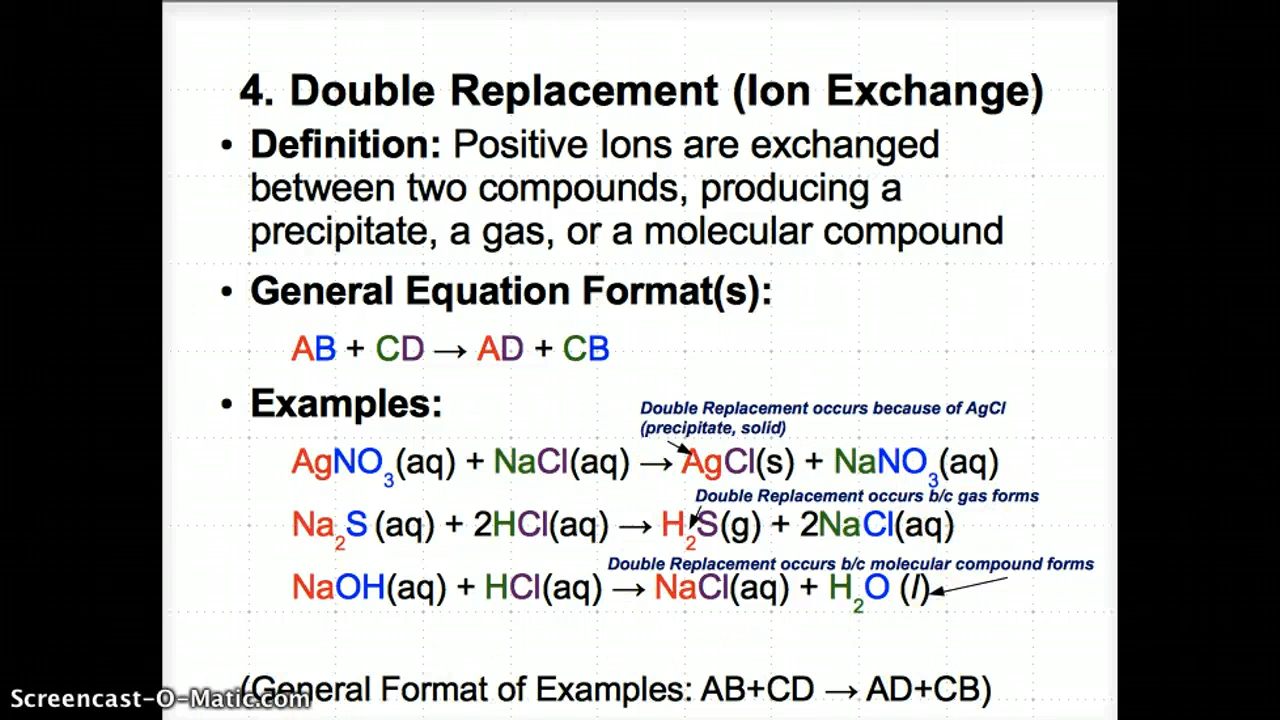 4. Double Replacement (Ion Exchange)
• Definition: Positive Ions are exchanged
between two compounds, producing a
precipitate, a gas, or a molecular compound
• General Equation Format(s):
AB + CD → AD + CB
• Examples:
Double Replacement occurs because of AgCl
(precipitate, solid)
AgNO₃(aq) + NaCl(aq) → AgCl(s) + NaNO₃(aq)
Double Replacement occurs b/c gas forms
Na₂S (aq) + 2HCl(aq) → H₂S(g) + 2NaCl(aq)
Double Replacement occurs b/c molecular compound forms
NaOH(aq) + HCl(aq) → NaCl(aq) + H₂O (l)
(General Format of Examples: AB+CD → AD+CB)
Screencast-O-Matic.com